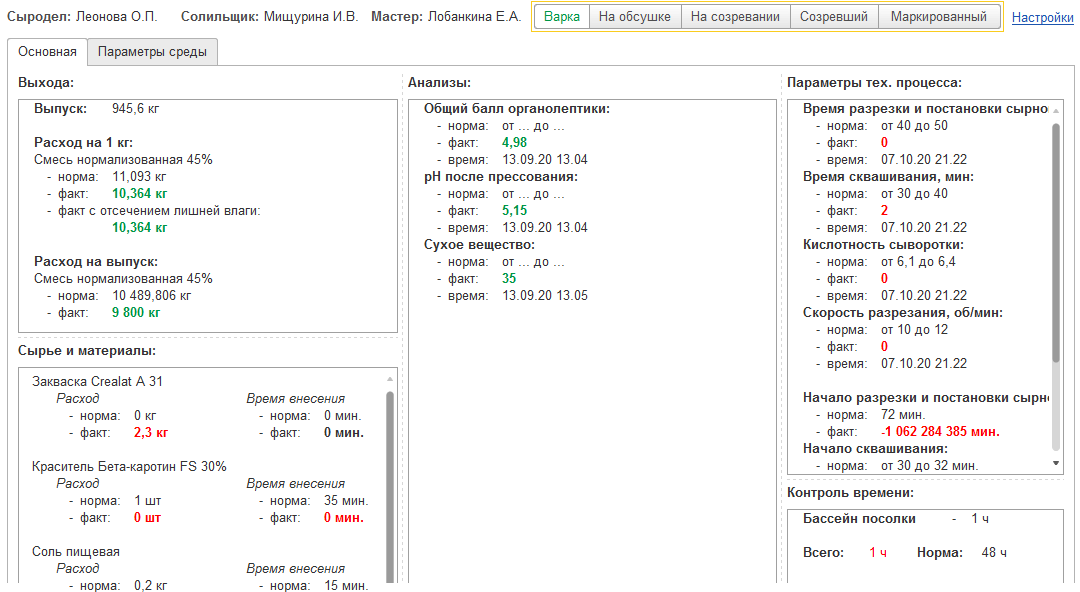 Сыродел: Леонова О.П. Солильщик: Мищурина И.В. Мастер: Лобанкина Е.А. Варка На обсушке На созревании Созревший Маркированный Настройки
Основная Параметры среды
Выхода:
Выпуск: 945,6 кг
Расход на 1 кг:
Смесь нормализованная 45%
- норма: 11,093 кг
- факт: 10,364 кг
- факт с отсечением лишней влаги:
10,364 кг
Расход на выпуск:
Смесь нормализованная 45%
- норма: 10 489,806 кг
- факт: 9 800 кг
Сырье и материалы:
Закваска Crealat A 31
Расход Время внесения
- норма: 0 кг - норма: 0 мин.
- факт: 2,3 кг - факт: 0 мин.
Краситель Бета-каротин FS 30%
Расход Время внесения
- норма: 1 шт - норма: 35 мин.
- факт: 0 шт - факт: 0 мин.
Соль пищевая
Расход Время внесения
- норма: 0,2 кг - норма: 15 мин.
Анализы:
Общий балл органолептики:
- норма: от ... до ...
- факт: 4,98
- время: 13.09.20 13.04
pH после прессования:
- норма: от ... до ...
- факт: 5,15
- время: 13.09.20 13.04
Сухое вещество:
- норма: от ... до ...
- факт: 35
- время: 13.09.20 13.05
Параметры тех. процесса:
Время разрезки и постановки сырно
- норма: от 40 до 50
- факт: 0
- время: 07.10.20 21.22
Время сквашивания, мин:
- норма: от 30 до 40
- факт: 2
- время: 07.10.20 21.22
Кислотность сыворотки:
- норма: от 6,1 до 6,4
- факт: 0
- время: 07.10.20 21.22
Скорость разрезания, об/мин:
- норма: от 10 до 12
- факт: 0
- время: 07.10.20 21.22
Начало разрезки и постановки сырн
- норма: 72 мин.
- факт: -1 062 284 385 мин.
Начало сквашивания:
- норма: от 30 до 32 мин.
Контроль времени:
Бассейн посолки - 1 ч
Всего: 1 ч Норма: 48 ч